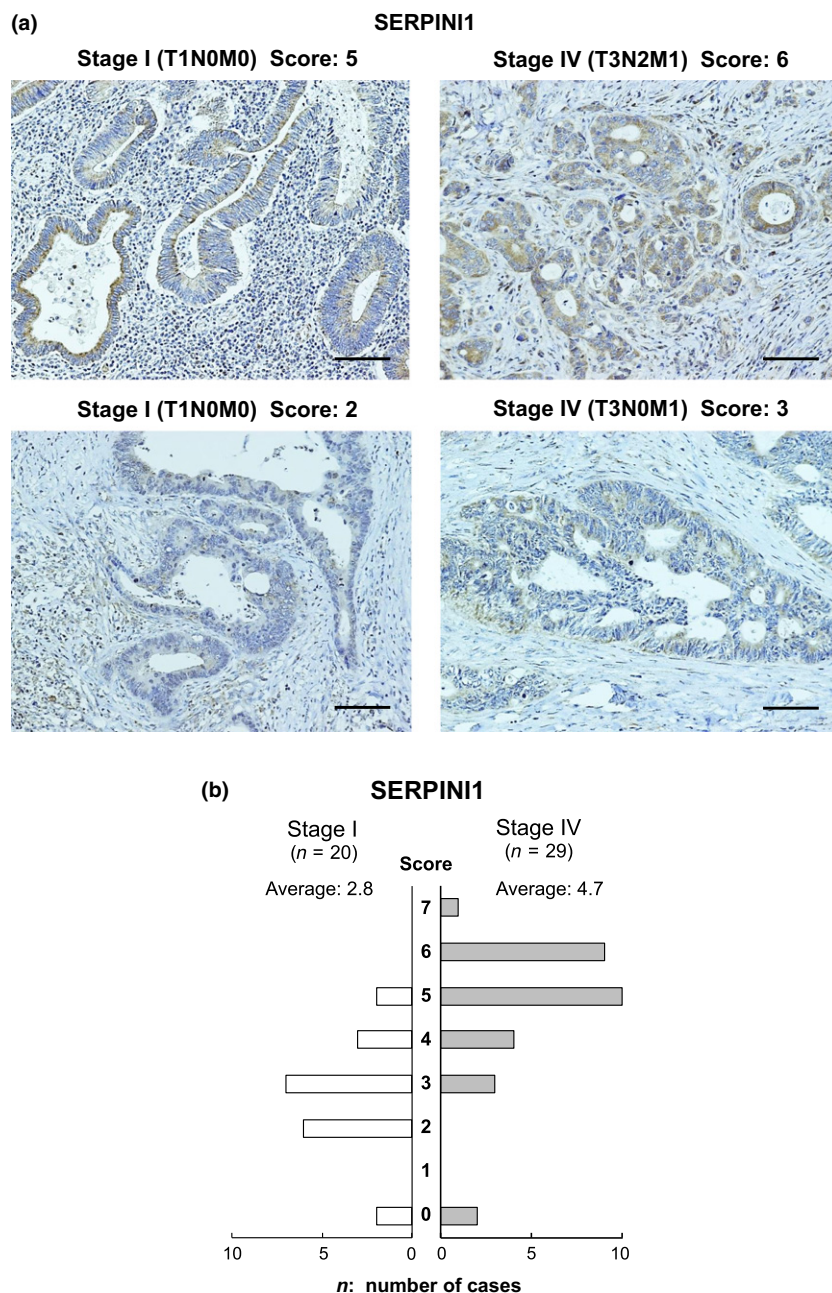 (a)
SERPINI1
Stage I (T1N0M0) Score: 5
Stage IV (T3N2M1) Score: 6
Stage I (T1N0M0) Score: 2
Stage IV (T3N0M1) Score: 3
(b)
SERPINI1
Stage I
(n = 20)
Stage IV
(n = 29)
Score
Average: 2.8
Average: 4.7
7
6
5
4
3
2
1
0
10 5 0 0 5 10
n: number of cases